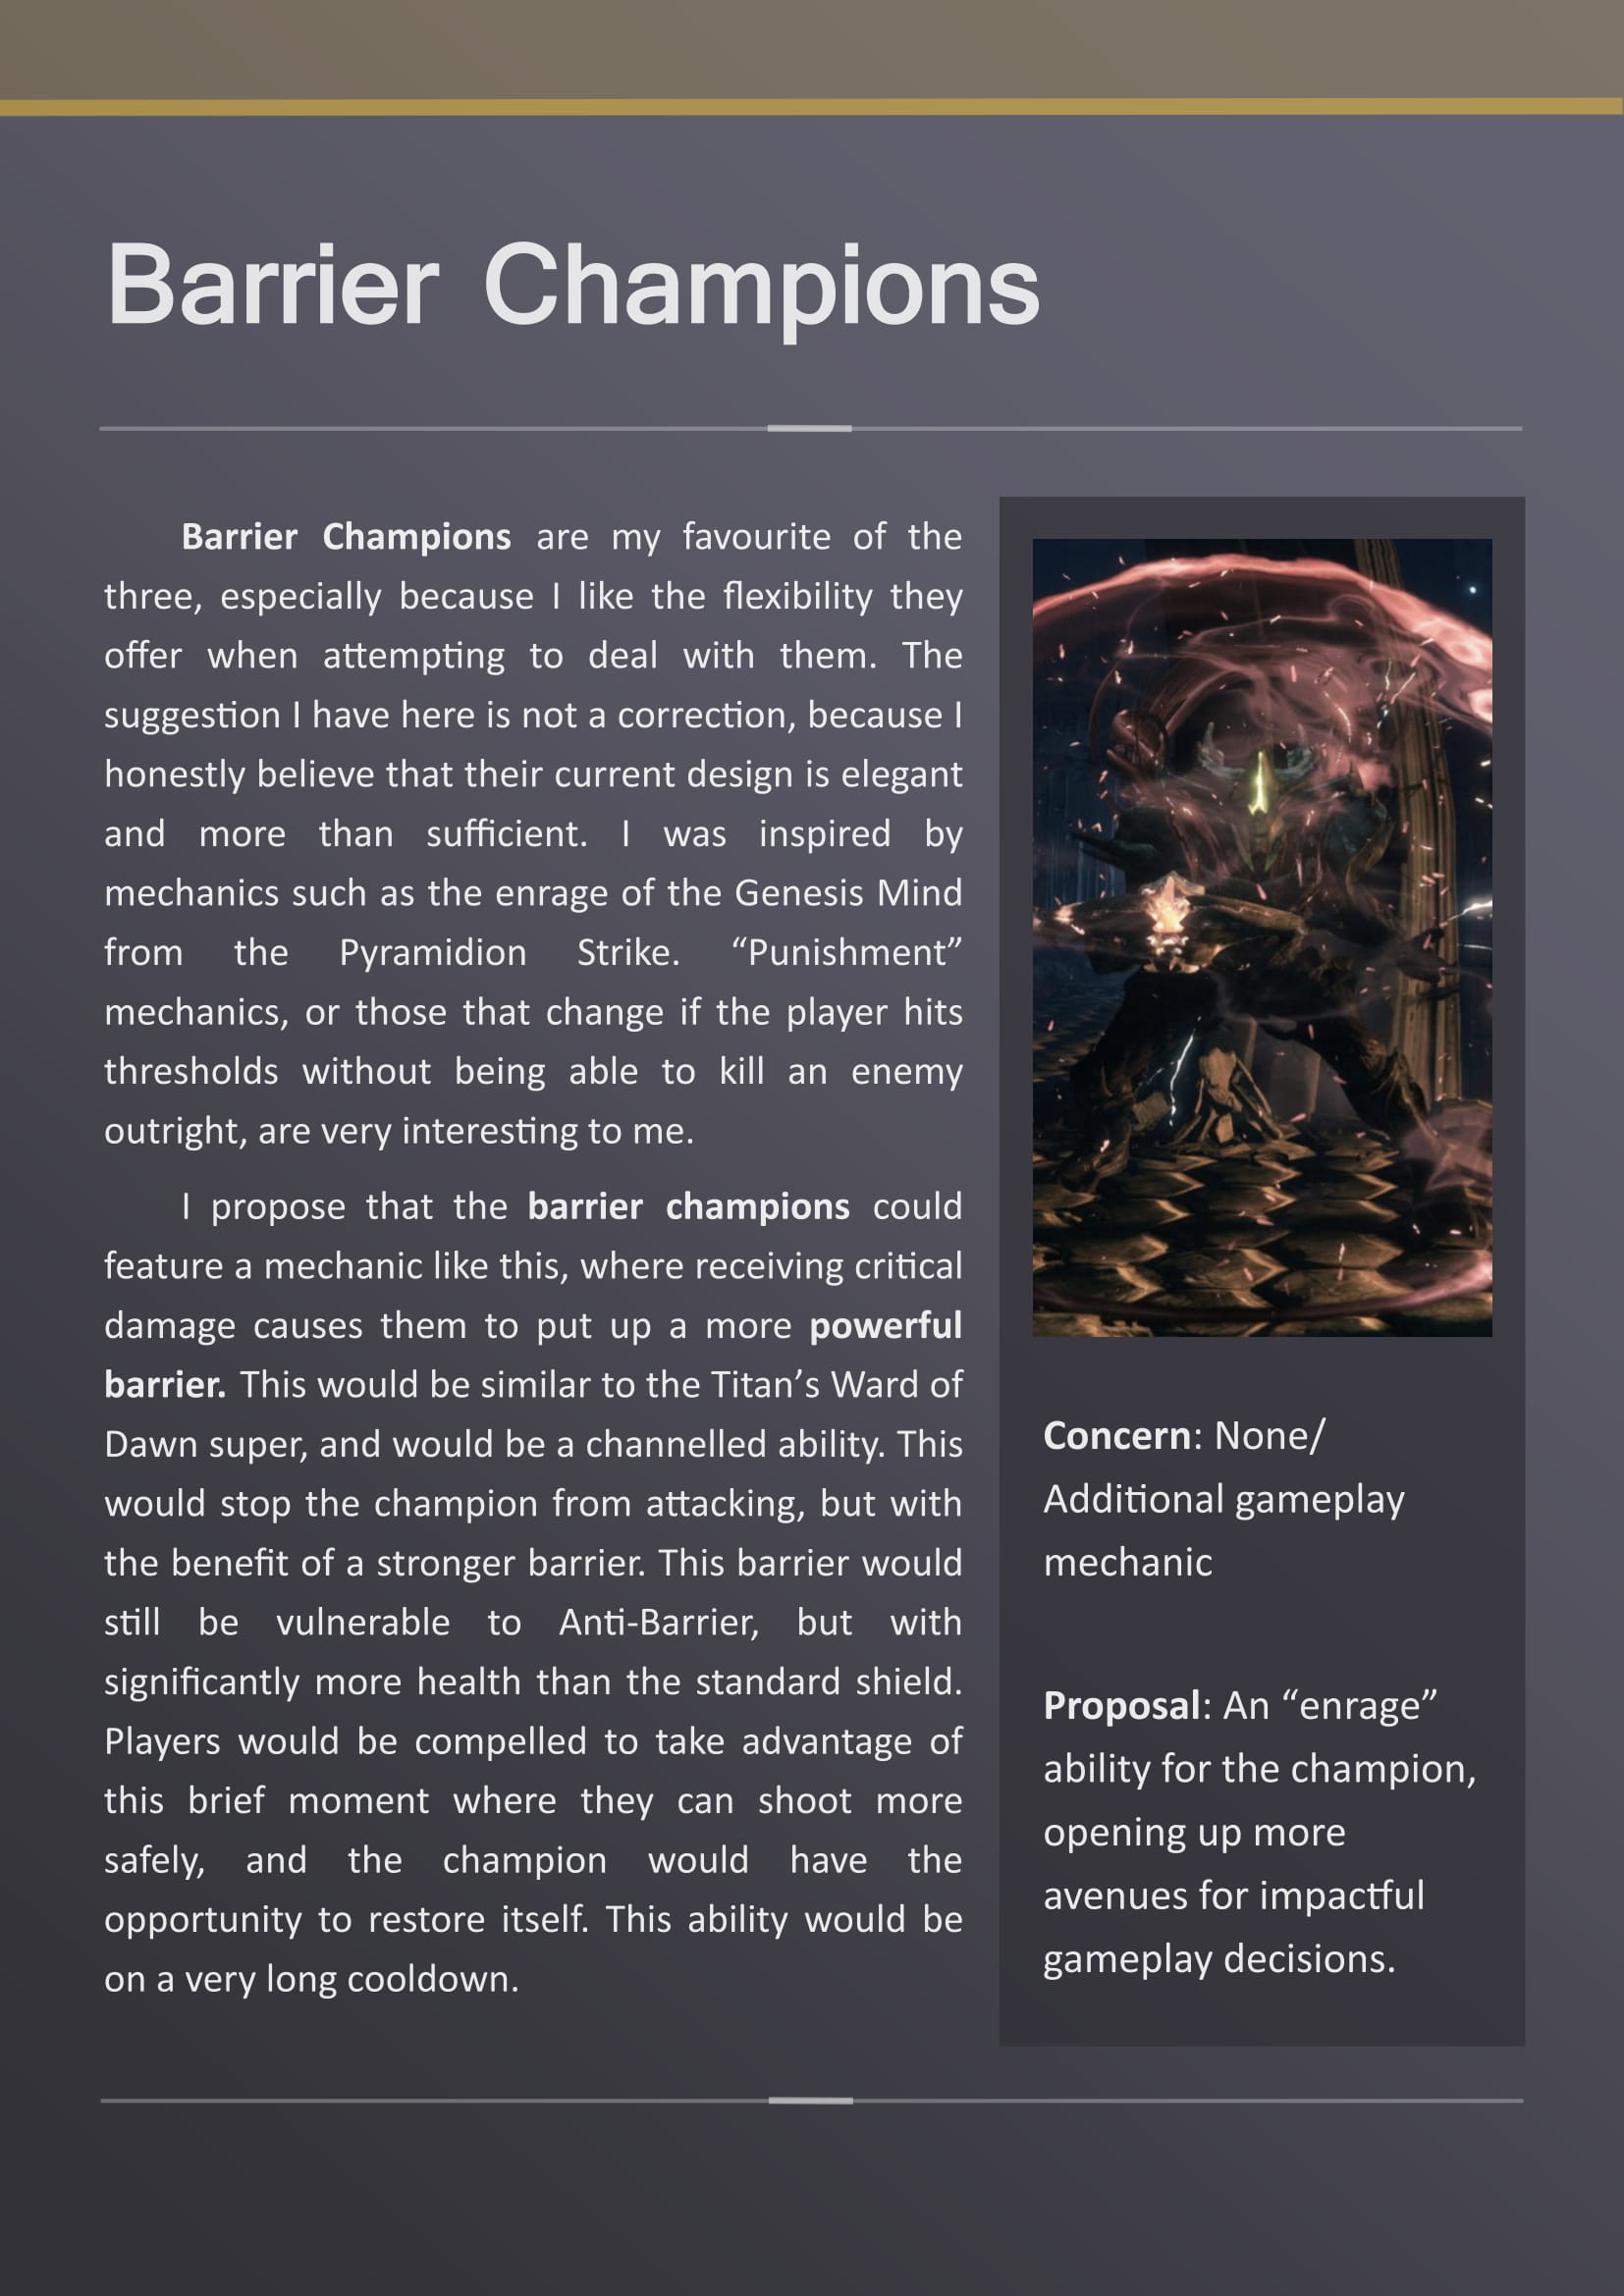 Barrier Champions
Barrier Champions are my favourite of the
three, especially because I like the flexibility they
offer when attempting to deal with them. The
suggestion I have here is not a correction, because I
honestly believe that their current design is elegant
and more than sufficient. I was inspired by
mechanics such as the enrage of the Genesis Mind
from the Pyramidion Strike. “Punishment”
mechanics, or those that change if the player hits
thresholds without being able to kill an enemy
outright, are very interesting to me.
I propose that the barrier champions could
feature a mechanic like this, where receiving critical
damage causes them to put up a more powerful
barrier. This would be similar to the Titan’s Ward of
Dawn super, and would be a channelled ability. This
would stop the champion from attacking, but with
the benefit of a stronger barrier. This barrier would
still be vulnerable to Anti-Barrier, but with
significantly more health than the standard shield.
Players would be compelled to take advantage of
this brief moment where they can shoot more
safely, and the champion would have the
opportunity to restore itself. This ability would be
on a very long cooldown.
Concern: None/
Additional gameplay
mechanic
Proposal: An “enrage”
ability for the champion,
opening up more
avenues for impactful
gameplay decisions.